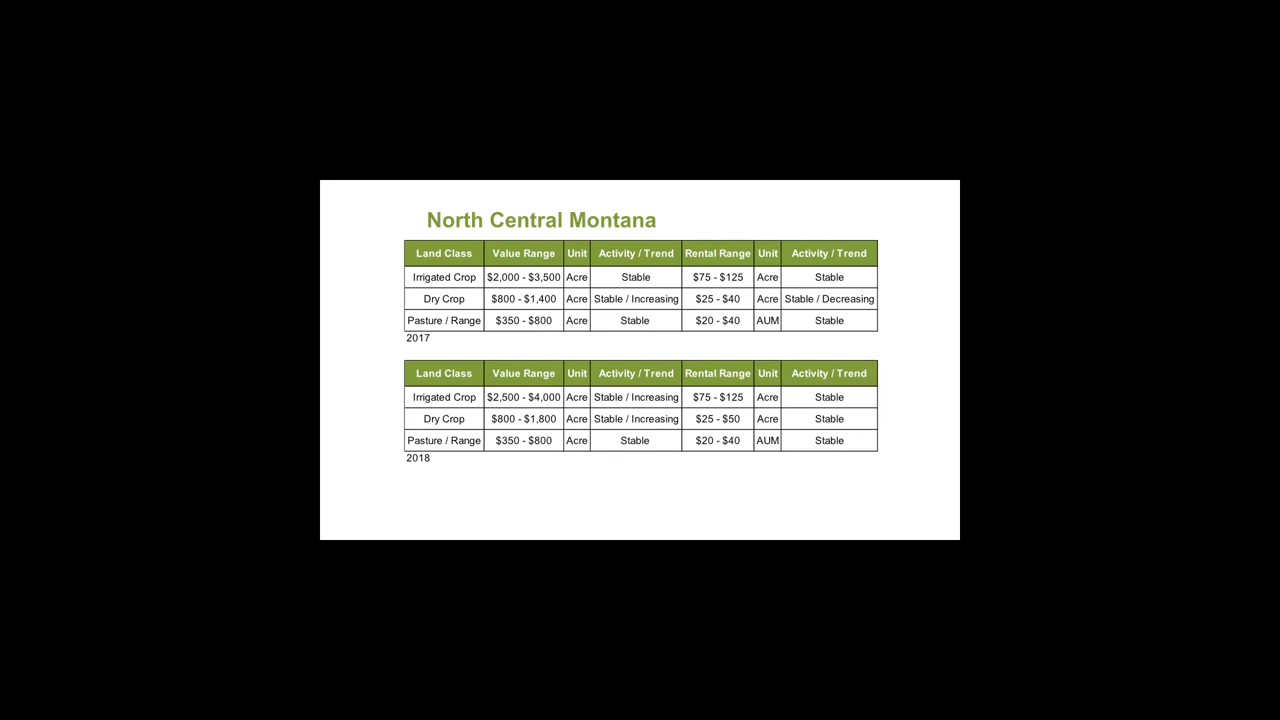 North Central Montana
Land Class Value Range Unit Activity / Trend Rental Range Unit Activity / Trend
Irrigated Crop $2,000 - $3,500 Acre Stable $75 - $125 Acre Stable
Dry Crop $800 - $1,400 Acre Stable / Increasing $25 - $40 Acre Stable / Decreasing
Pasture / Range $350 - $800 Acre Stable $20 - $40 AUM Stable
2017
Land Class Value Range Unit Activity / Trend Rental Range Unit Activity / Trend
Irrigated Crop $2,500 - $4,000 Acre Stable / Increasing $75 - $125 Acre Stable
Dry Crop $800 - $1,800 Acre Stable / Increasing $25 - $50 Acre Stable
Pasture / Range $350 - $800 Acre Stable $20 - $40 AUM Stable
2018